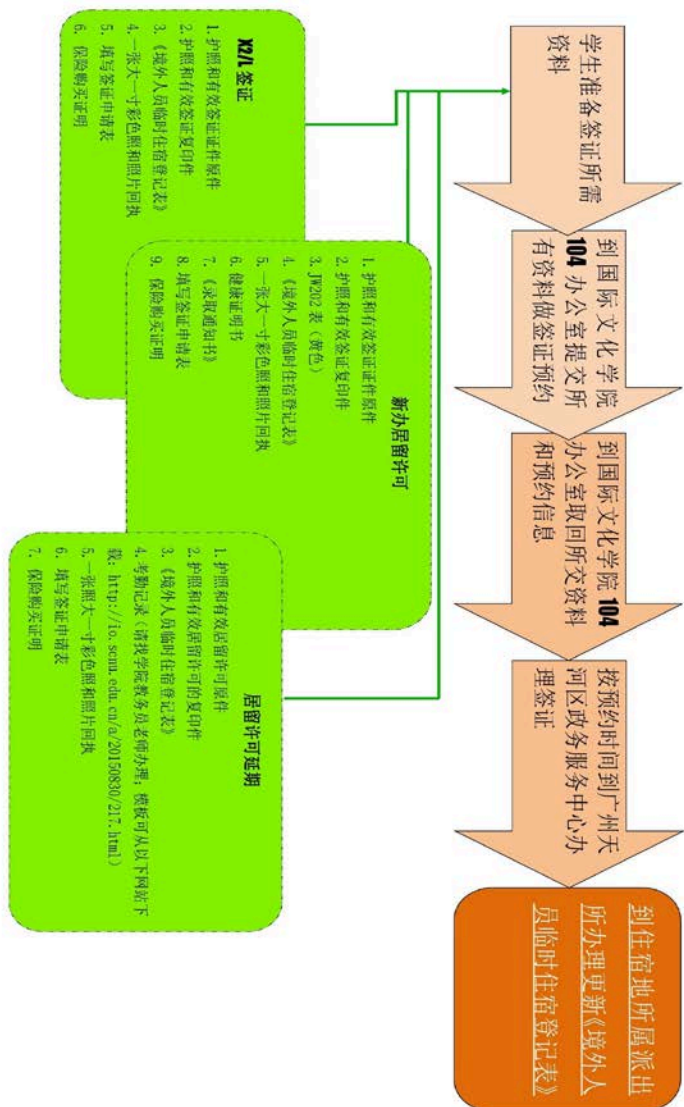 学生准备签证所需
资料
到国际文化学院
104 办公室提交所
有资料做签证预约
到国际文化学院 104
办公室取回所交资料
和预约信息
按预约时间到广州天
河区政务服务中心办
理签证
到住宿地所属派出
所办理更新《境外人
员临时住宿登记表》
X2/L 签证
1. 护照和有效签证证件原件
2. 护照和有效签证复印件
3. 《境外人员临时住宿登记表》
4. 一张大一寸彩色照和照片回执
5. 填写签证申请表
6. 保险购买证明
新办居留许可
1. 护照和有效签证证件原件
2. 护照和有效签证复印件
3. JW202 表（黄色）
4. 《境外人员临时住宿登记表》
5. 一张大一寸彩色照和照片回执
6. 健康证明书
7. 《录取通知书》
8. 填写签证申请表
9. 保险购买证明
居留许可延期
1. 护照和有效居留许可原件
2. 护照和有效居留许可的复印件
3. 《境外人员临时住宿登记表》
4. 考勤记录（请找学院教务员老师办理；模板可从以下网站下
载：http://io.scnu.edu.cn/a/20150830/217.html）
5. 一张照大一寸彩色照和照片回执
6. 填写签证申请表
7. 保险购买证明